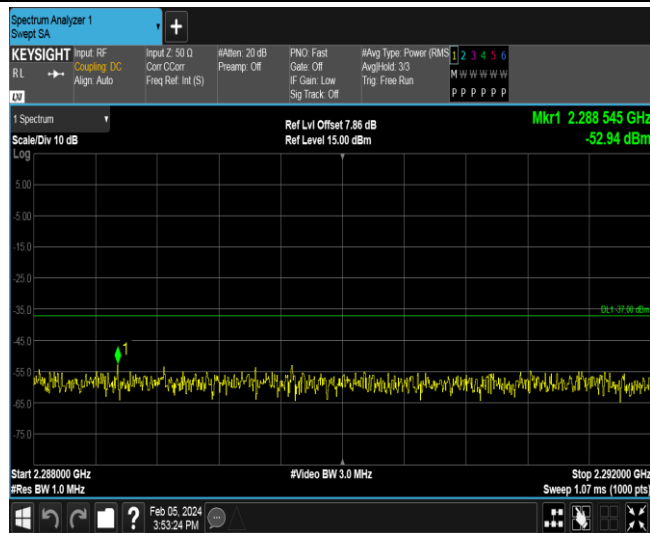 Spectrum Analyzer 1
Swept SA
+
KEYSIGHT
RL
LXI
Input: RF
Coupling: DC
Align: Auto
Input Z: 50 Ω
Corr CCorr
Freq Ref: Int (S)
#Atten: 20 dB
Preamp: Off
PNO: Fast
Gate: Off
IF Gain: Low
Sig Track: Off
#Avg Type: Power (RMS
Avg|Hold: 3/3
Trig: Free Run
1 2 3 4 5 6
M W W W W W
P P P P P P
1 Spectrum
Scale/Div 10 dB
Log
Ref Lvl Offset 7.86 dB
Ref Level 15.00 dBm
Mkr1 2.288 545 GHz
-52.94 dBm
5.00
-5.00
-15.0
-25.0
-35.0
DL1 -37.00 dBm
-45.0
1
-55.0
-65.0
-75.0
Start 2.288000 GHz
#Res BW 1.0 MHz
#Video BW 3.0 MHz
Stop 2.292000 GHz
Sweep 1.07 ms (1000 pts)
?
Feb 05, 2024
3:53:24 PM